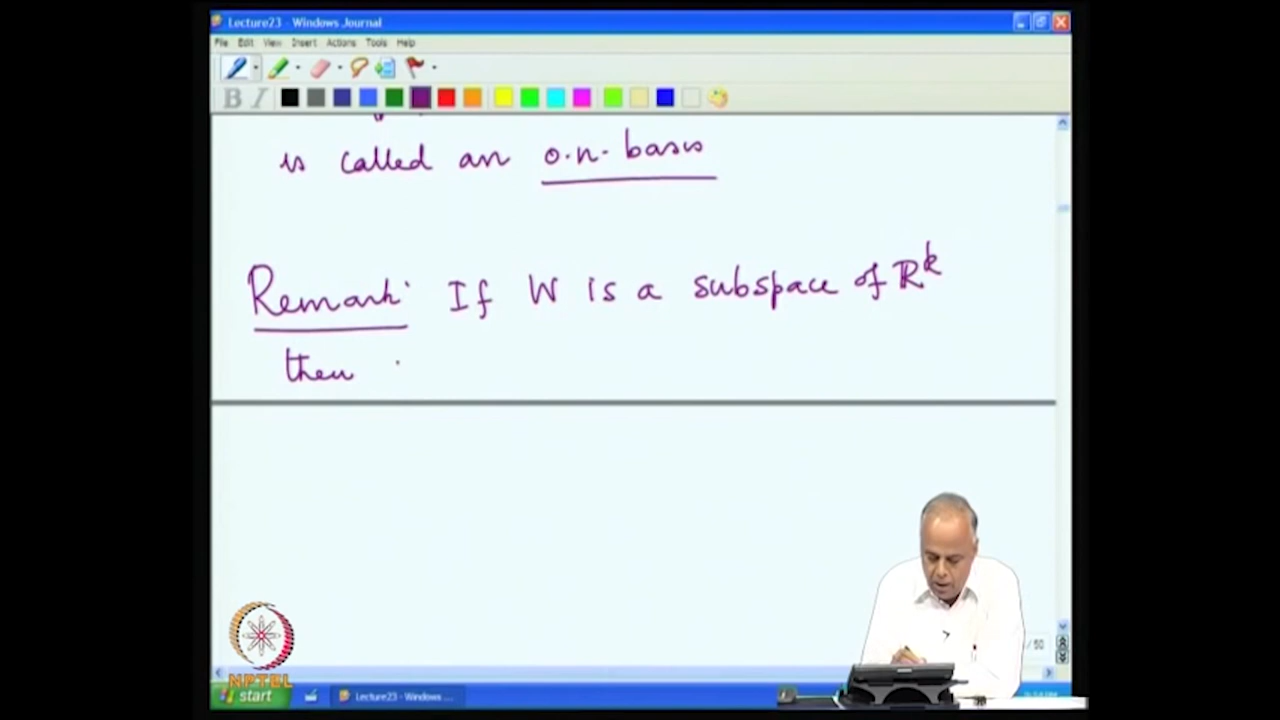 Lecture23 - Windows Journal
File Edit View Insert Actions Tools Help
B I
is called an o.n. basis
Remark: If W is a subspace of R^k
then
/ 50
NPTEL
start Lecture23 - Windows ...